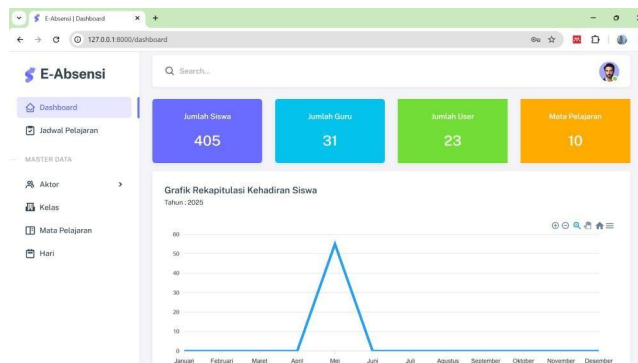 E-Absensi | Dashboard
127.0.0.1:8000/dashboard
E-Absensi
Search...
Dashboard
Jadwal Pelajaran
MASTER DATA
Aktor
Kelas
Mata Pelajaran
Hari
Jumlah Siswa
405
Jumlah Guru
31
Jumlah User
23
Mata Pelajaran
10
Grafik Rekapitulasi Kehadiran Siswa
Tahun : 2025
60
50
40
30
20
10
0
Januari Februari Maret April Mei Juni Juli Agustus September Oktober November Desember